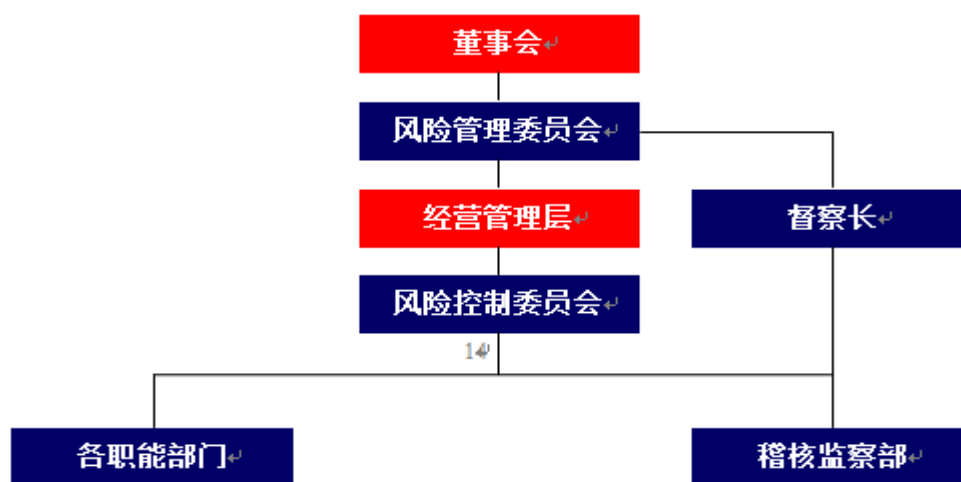 董事会
风险管理委员会
经营管理层
督察长
风险控制委员会
14
各职能部门
稽核监察部